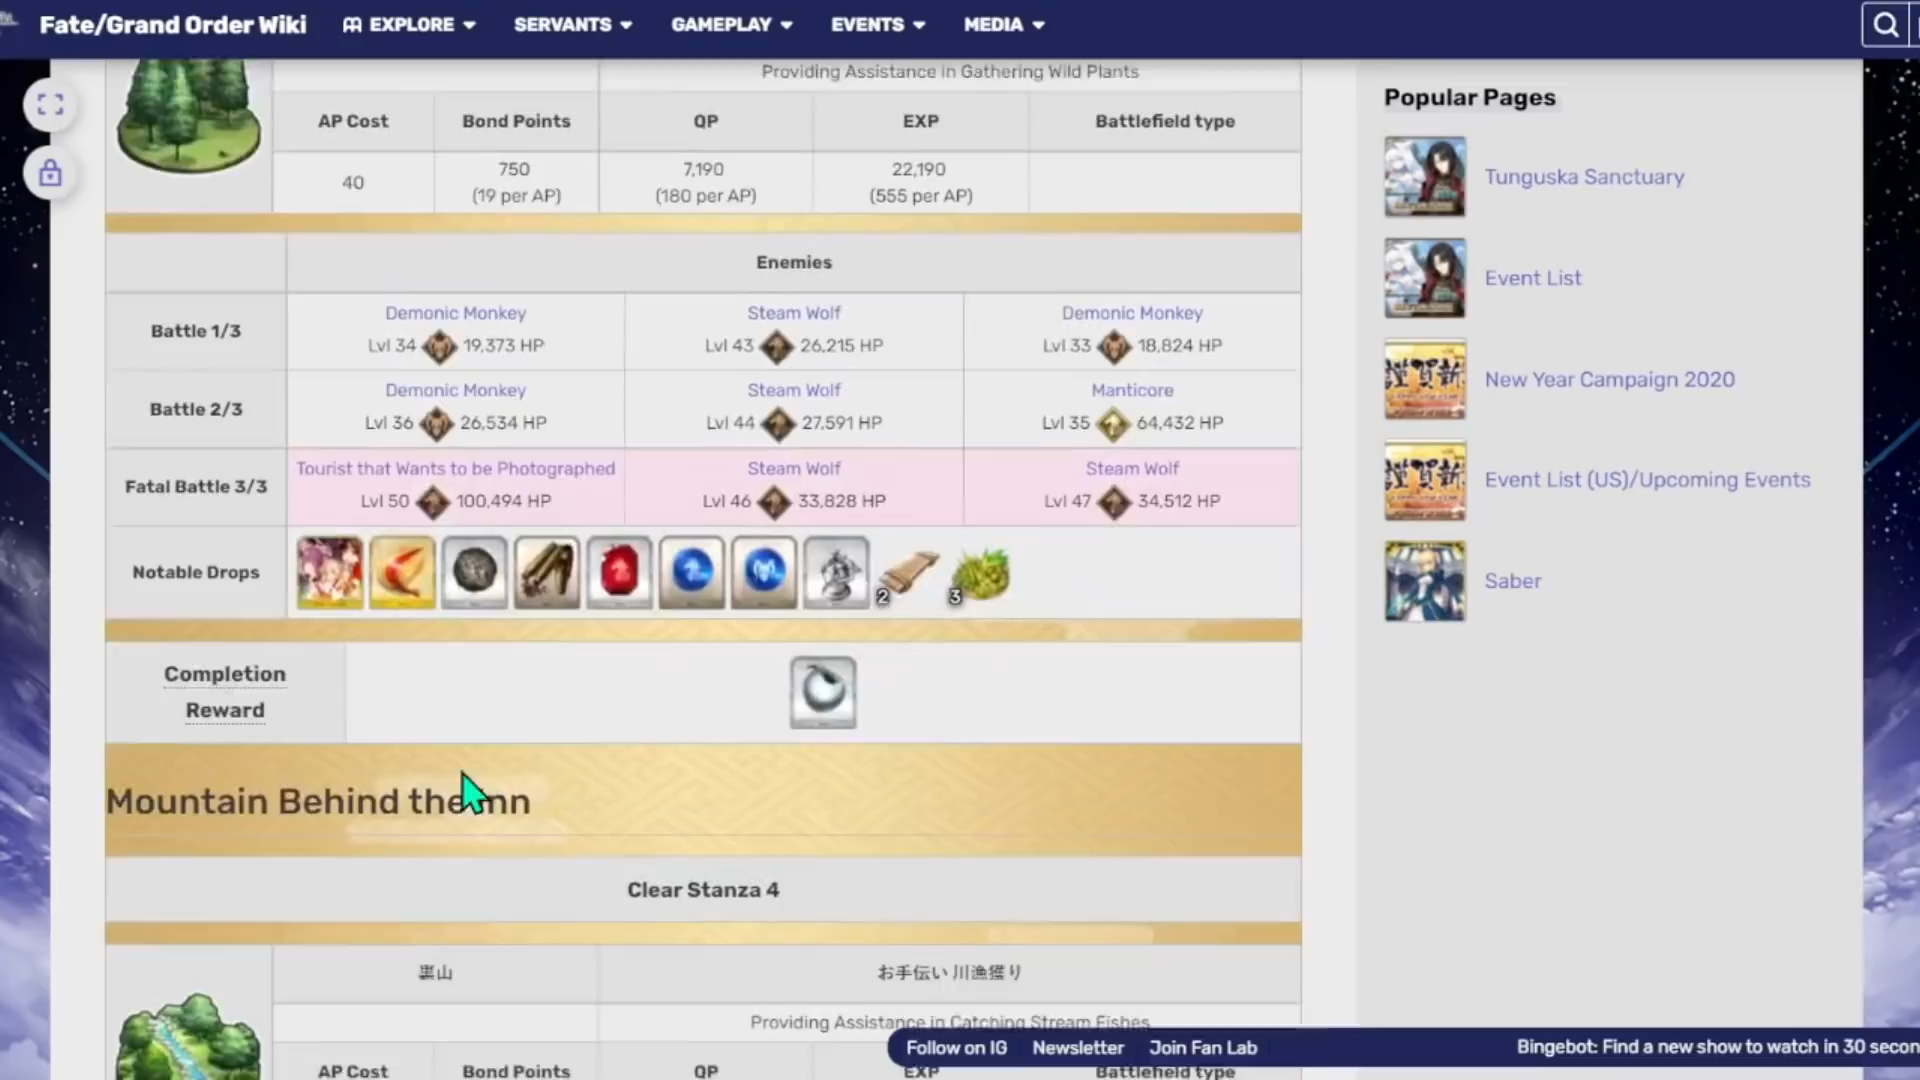 Fate/Grand Order Wiki
EXPLORE
SERVANTS
GAMEPLAY
EVENTS
MEDIA
Providing Assistance in Gathering Wild Plants
AP Cost
Bond Points
QP
EXP
Battlefield type
40
750
(19 per AP)
7,190
(180 per AP)
22,190
(555 per AP)
Enemies
Battle 1/3
Demonic Monkey
Lvl 34 19,373 HP
Steam Wolf
Lvl 43 26,215 HP
Demonic Monkey
Lvl 33 18,824 HP
Battle 2/3
Demonic Monkey
Lvl 36 26,534 HP
Steam Wolf
Lvl 44 27,591 HP
Manticore
Lvl 35 64,432 HP
Fatal Battle 3/3
Tourist that Wants to be Photographed
Lvl 50 100,494 HP
Steam Wolf
Lvl 46 33,828 HP
Steam Wolf
Lvl 47 34,512 HP
Notable Drops
2
3
Completion
Reward
Mountain Behind the Inn
Clear Stanza 4
裏山
お手伝い 川漁獲り
Providing Assistance in Catching Stream Fishes
AP Cost
Bond Points
QP
EXP
Battlefield type
Popular Pages
Tunguska Sanctuary
Event List
New Year Campaign 2020
Event List (US)/Upcoming Events
Saber
Follow on IG
Newsletter
Join Fan Lab
Bingebot: Find a new show to watch in 30 secon